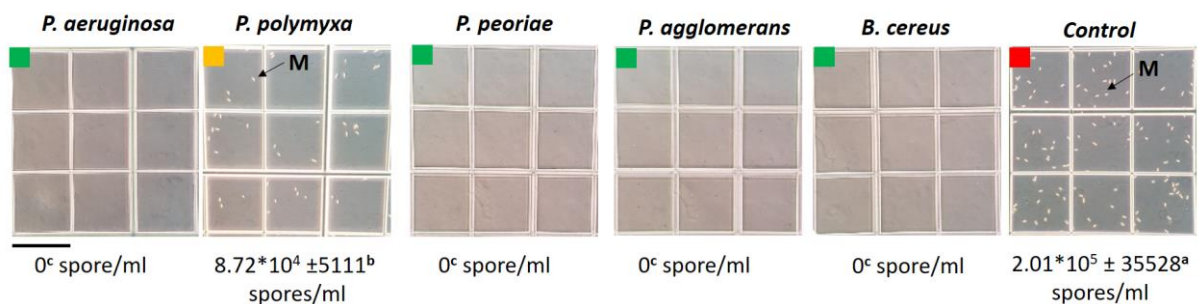 P. aeruginosa P. polymyxa P. peoriae P. agglomerans B. cereus Control
M M
0ᶜ spore/ml 8.72*10⁴ ±5111ᵇ 0ᶜ spore/ml 0ᶜ spore/ml 0ᶜ spore/ml 2.01*10⁵ ± 35528ᵃ
spores/ml spores/ml